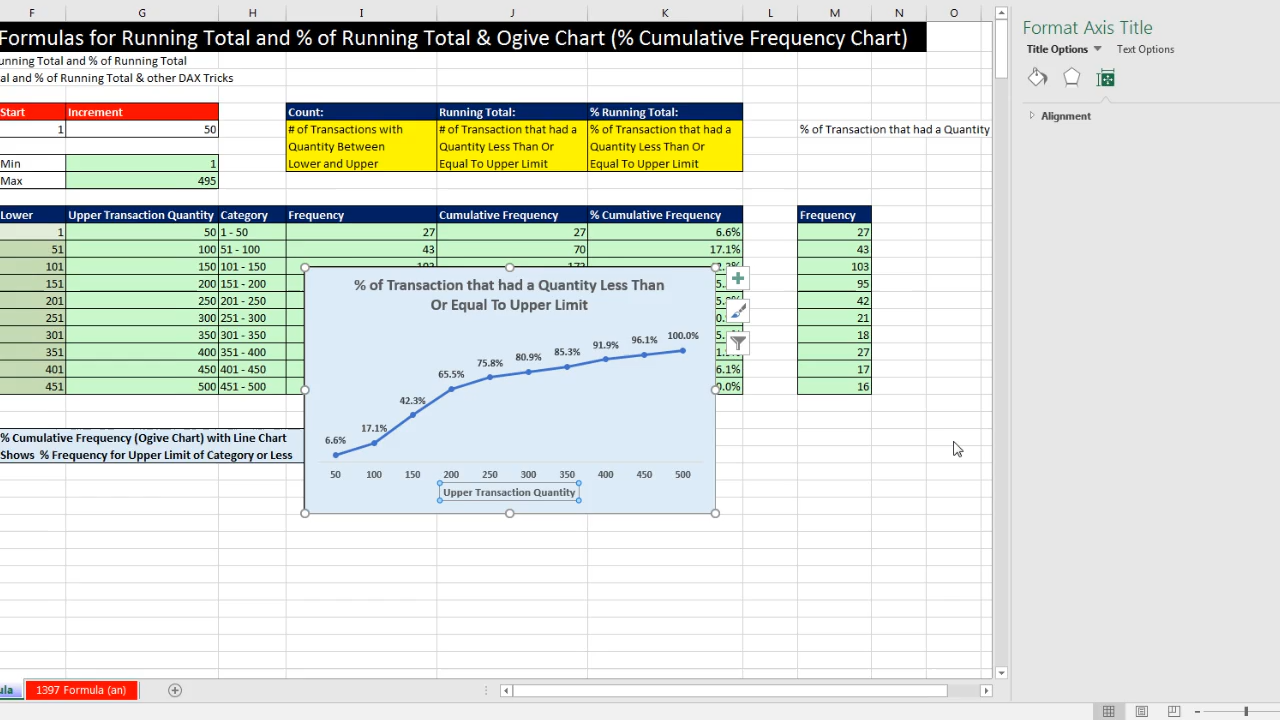 F G H I J K L M N O
Formulas for Running Total and % of Running Total & Ogive Chart (% Cumulative Frequency Chart)
unning Total and % of Running Total
al and % of Running Total & other DAX Tricks
Start Increment Count: Running Total: % Running Total:
1 50 # of Transactions with # of Transaction that had a % of Transaction that had a % of Transaction that had a Quantity
Quantity Between Quantity Less Than Or Quantity Less Than Or
Min 1 Lower and Upper Equal To Upper Limit Equal To Upper Limit
Max 495
Lower Upper Transaction Quantity Category Frequency Cumulative Frequency % Cumulative Frequency Frequency
1 50 1 - 50 27 27 6.6% 27
51 100 51 - 100 43 70 17.1% 43
101 150 101 - 150 103
151 200 151 - 200 95
201 250 201 - 250 42
251 300 251 - 300 21
301 350 301 - 350 18
351 400 351 - 400 27
401 450 401 - 450 6.1% 17
451 500 451 - 500 0.0% 16
% of Transaction that had a Quantity Less Than
Or Equal To Upper Limit
6.6% 17.1% 42.3% 65.5% 75.8% 80.9% 85.3% 91.9% 96.1% 100.0%
50 100 150 200 250 300 350 400 450 500
Upper Transaction Quantity
% Cumulative Frequency (Ogive Chart) with Line Chart
Shows % Frequency for Upper Limit of Category or Less
Format Axis Title
Title Options Text Options
Alignment
ula 1397 Formula (an)